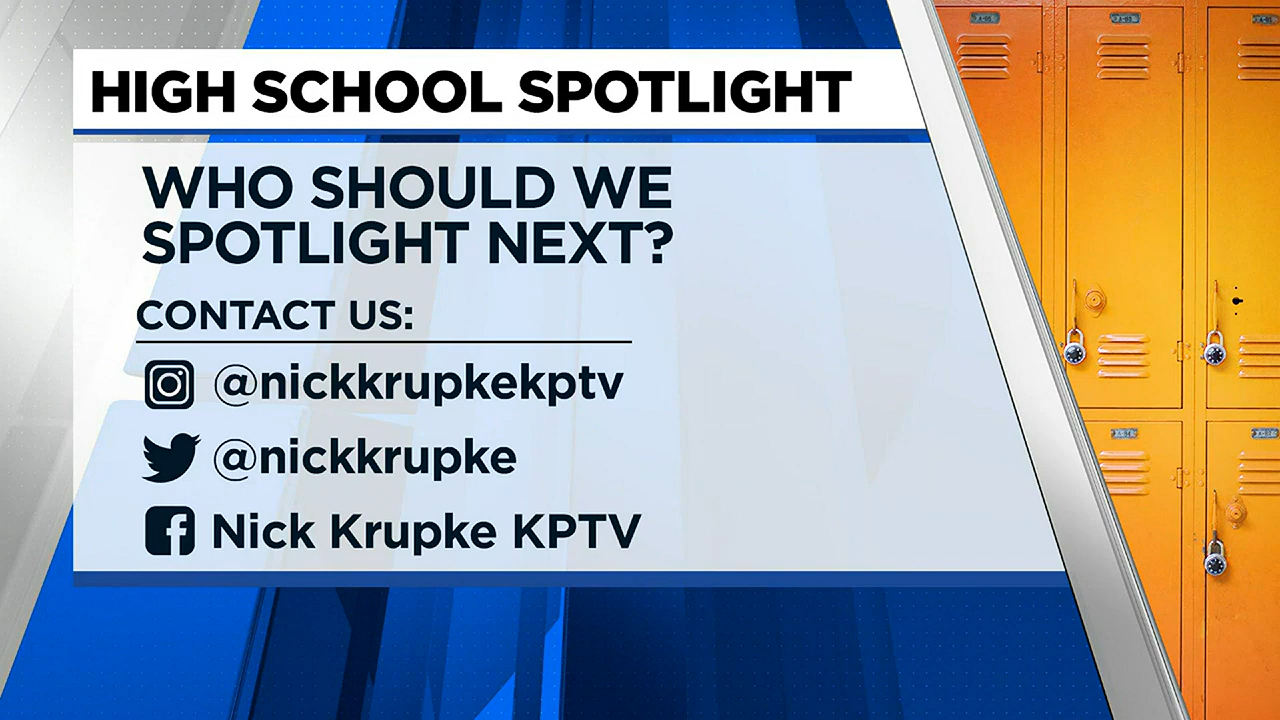 HIGH SCHOOL SPOTLIGHT
WHO SHOULD WE
SPOTLIGHT NEXT?
CONTACT US:
@nickkrupkekptv
@nickkrupke
Nick Krupke KPTV